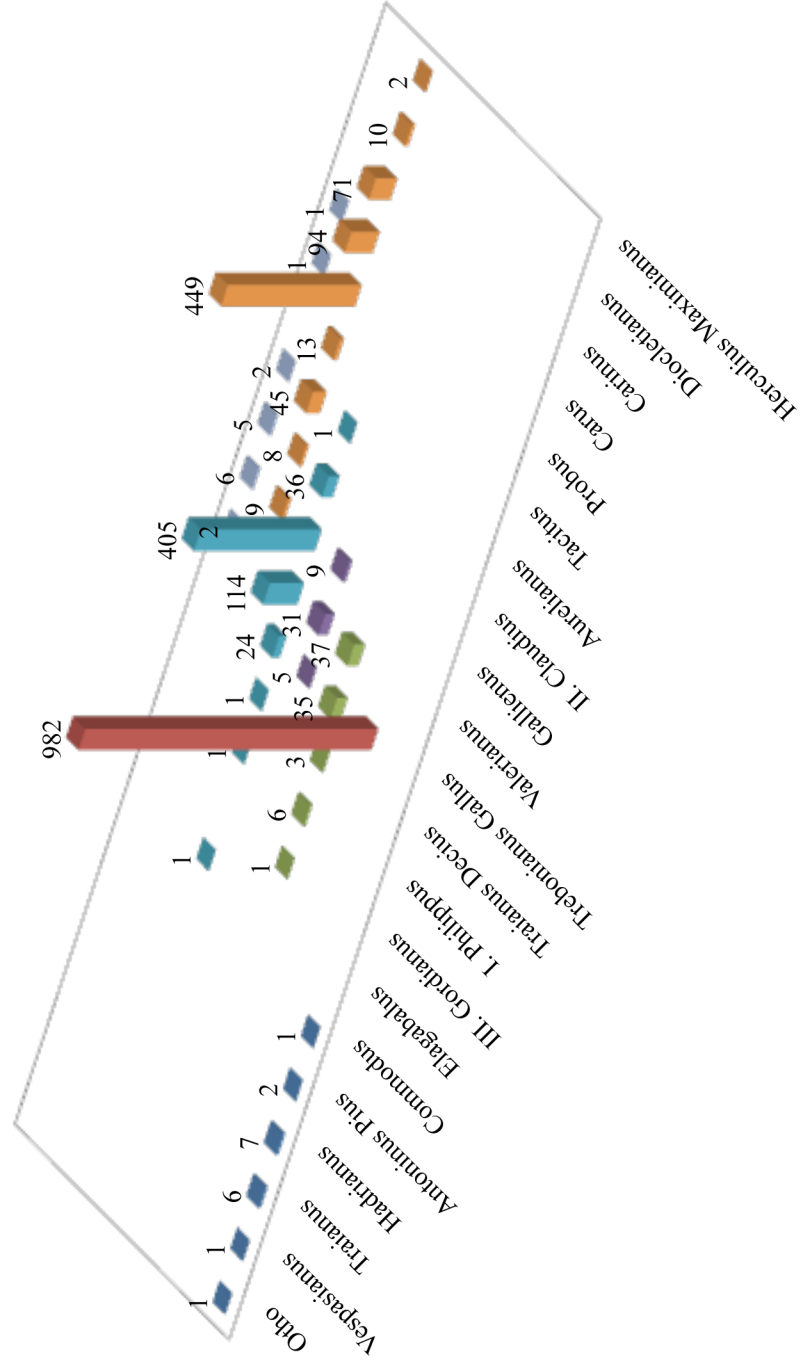 2
10
71
1
94
1
449
13
2
45
5
1
8
6
36
9
2
405
9
114
31
24
37
5
1
35
982
1
3
6
1
1
1
2
7
6
1
1
Herculius Maximianus
Diocletianus
Carinus
Carus
Probus
Tacitus
Aurelianus
II. Claudius
Gallienus
Valerianus
Trebonianus Gallus
Traianus Decius
I. Philippus
III. Gordianus
Elagabalus
Commodus
Antoninus Pius
Hadrianus
Traianus
Vespasianus
Otho